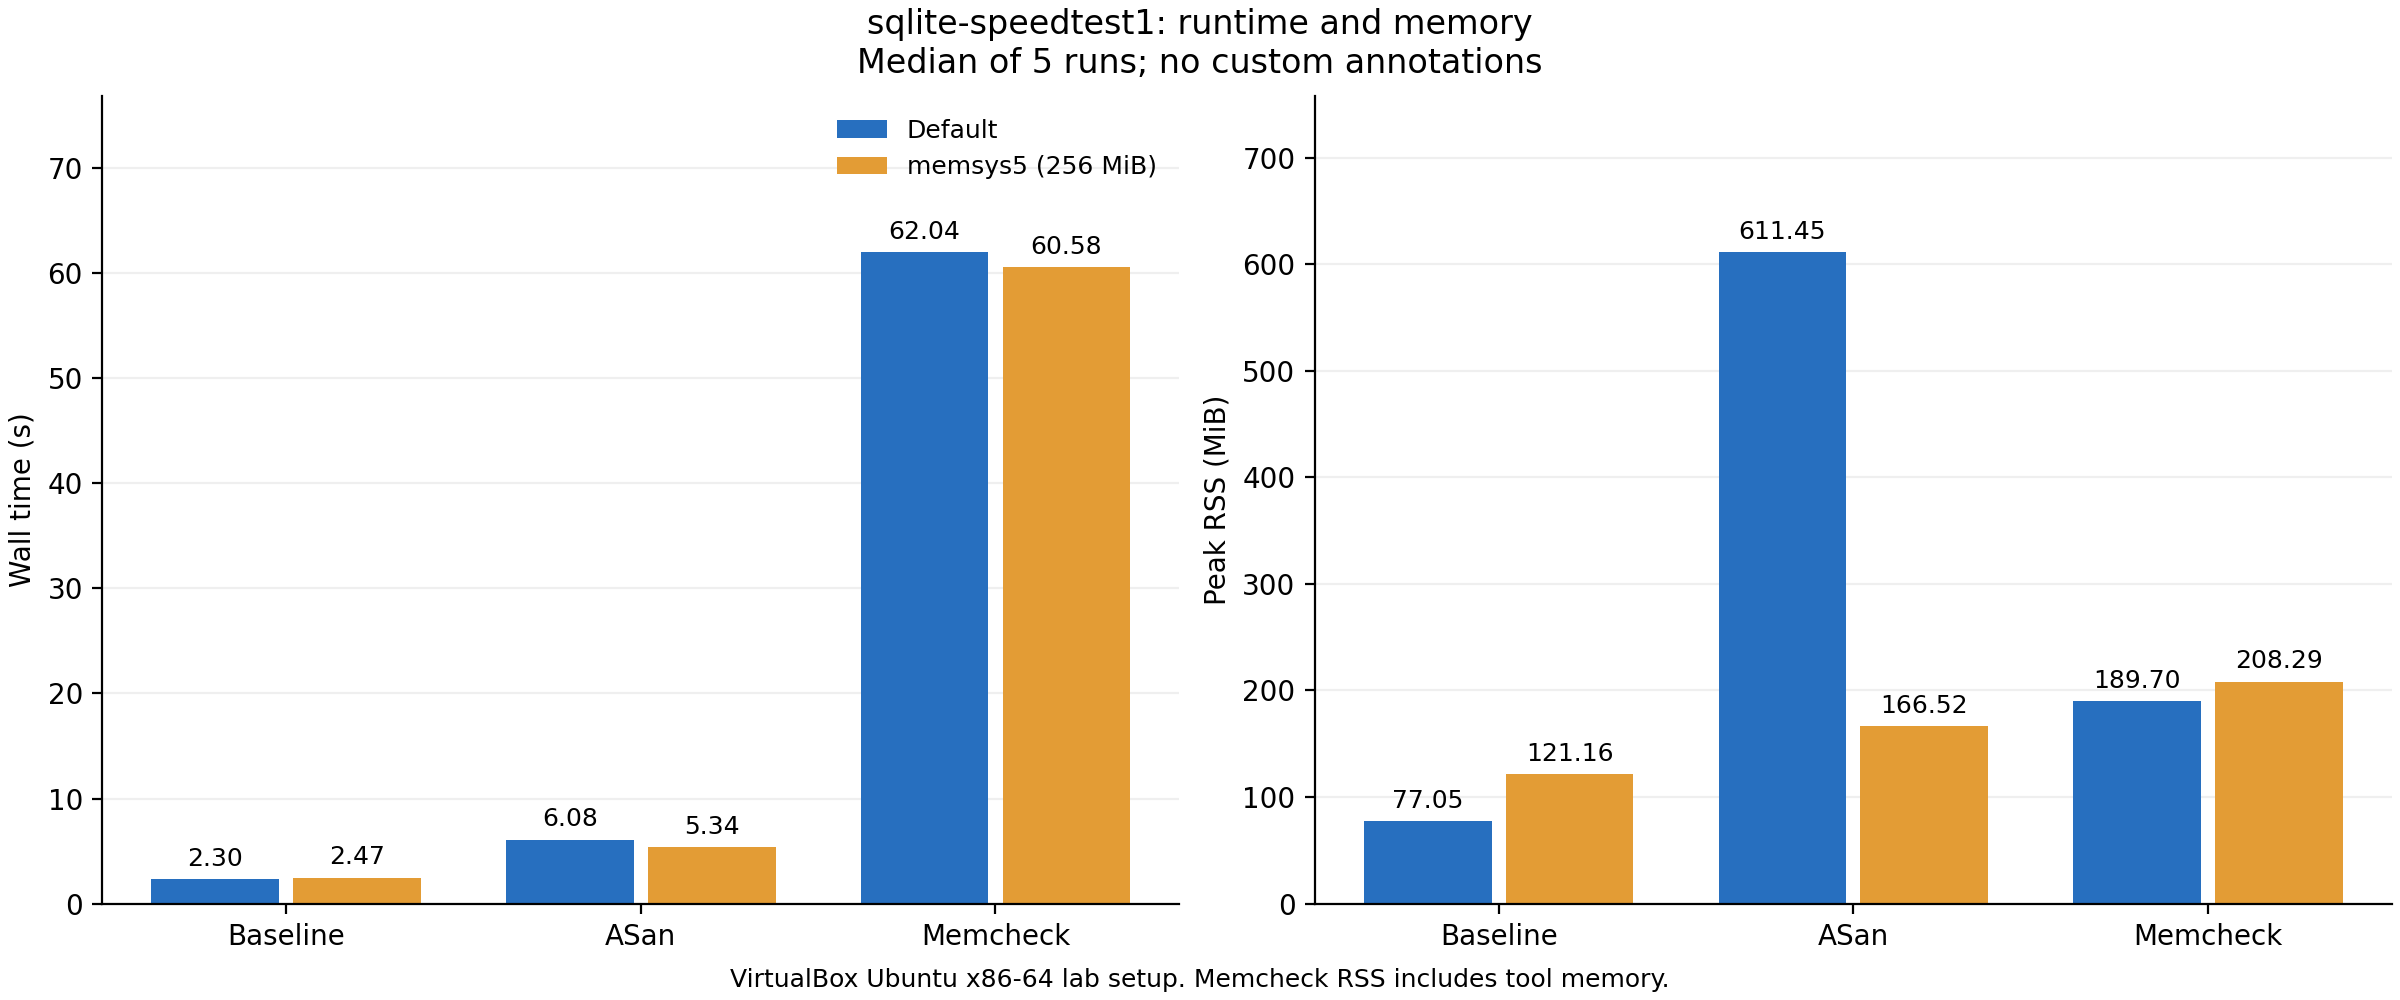 sqlite-speedtest1: runtime and memory
Median of 5 runs; no custom annotations
Default
memsys5 (256 MiB)
Wall time (s)
70
60
50
40
30
20
10
0
2.30
2.47
6.08
5.34
62.04
60.58
Baseline
ASan
Memcheck
Peak RSS (MiB)
700
600
500
400
300
200
100
0
77.05
121.16
611.45
166.52
189.70
208.29
Baseline
ASan
Memcheck
VirtualBox Ubuntu x86-64 lab setup. Memcheck RSS includes tool memory.